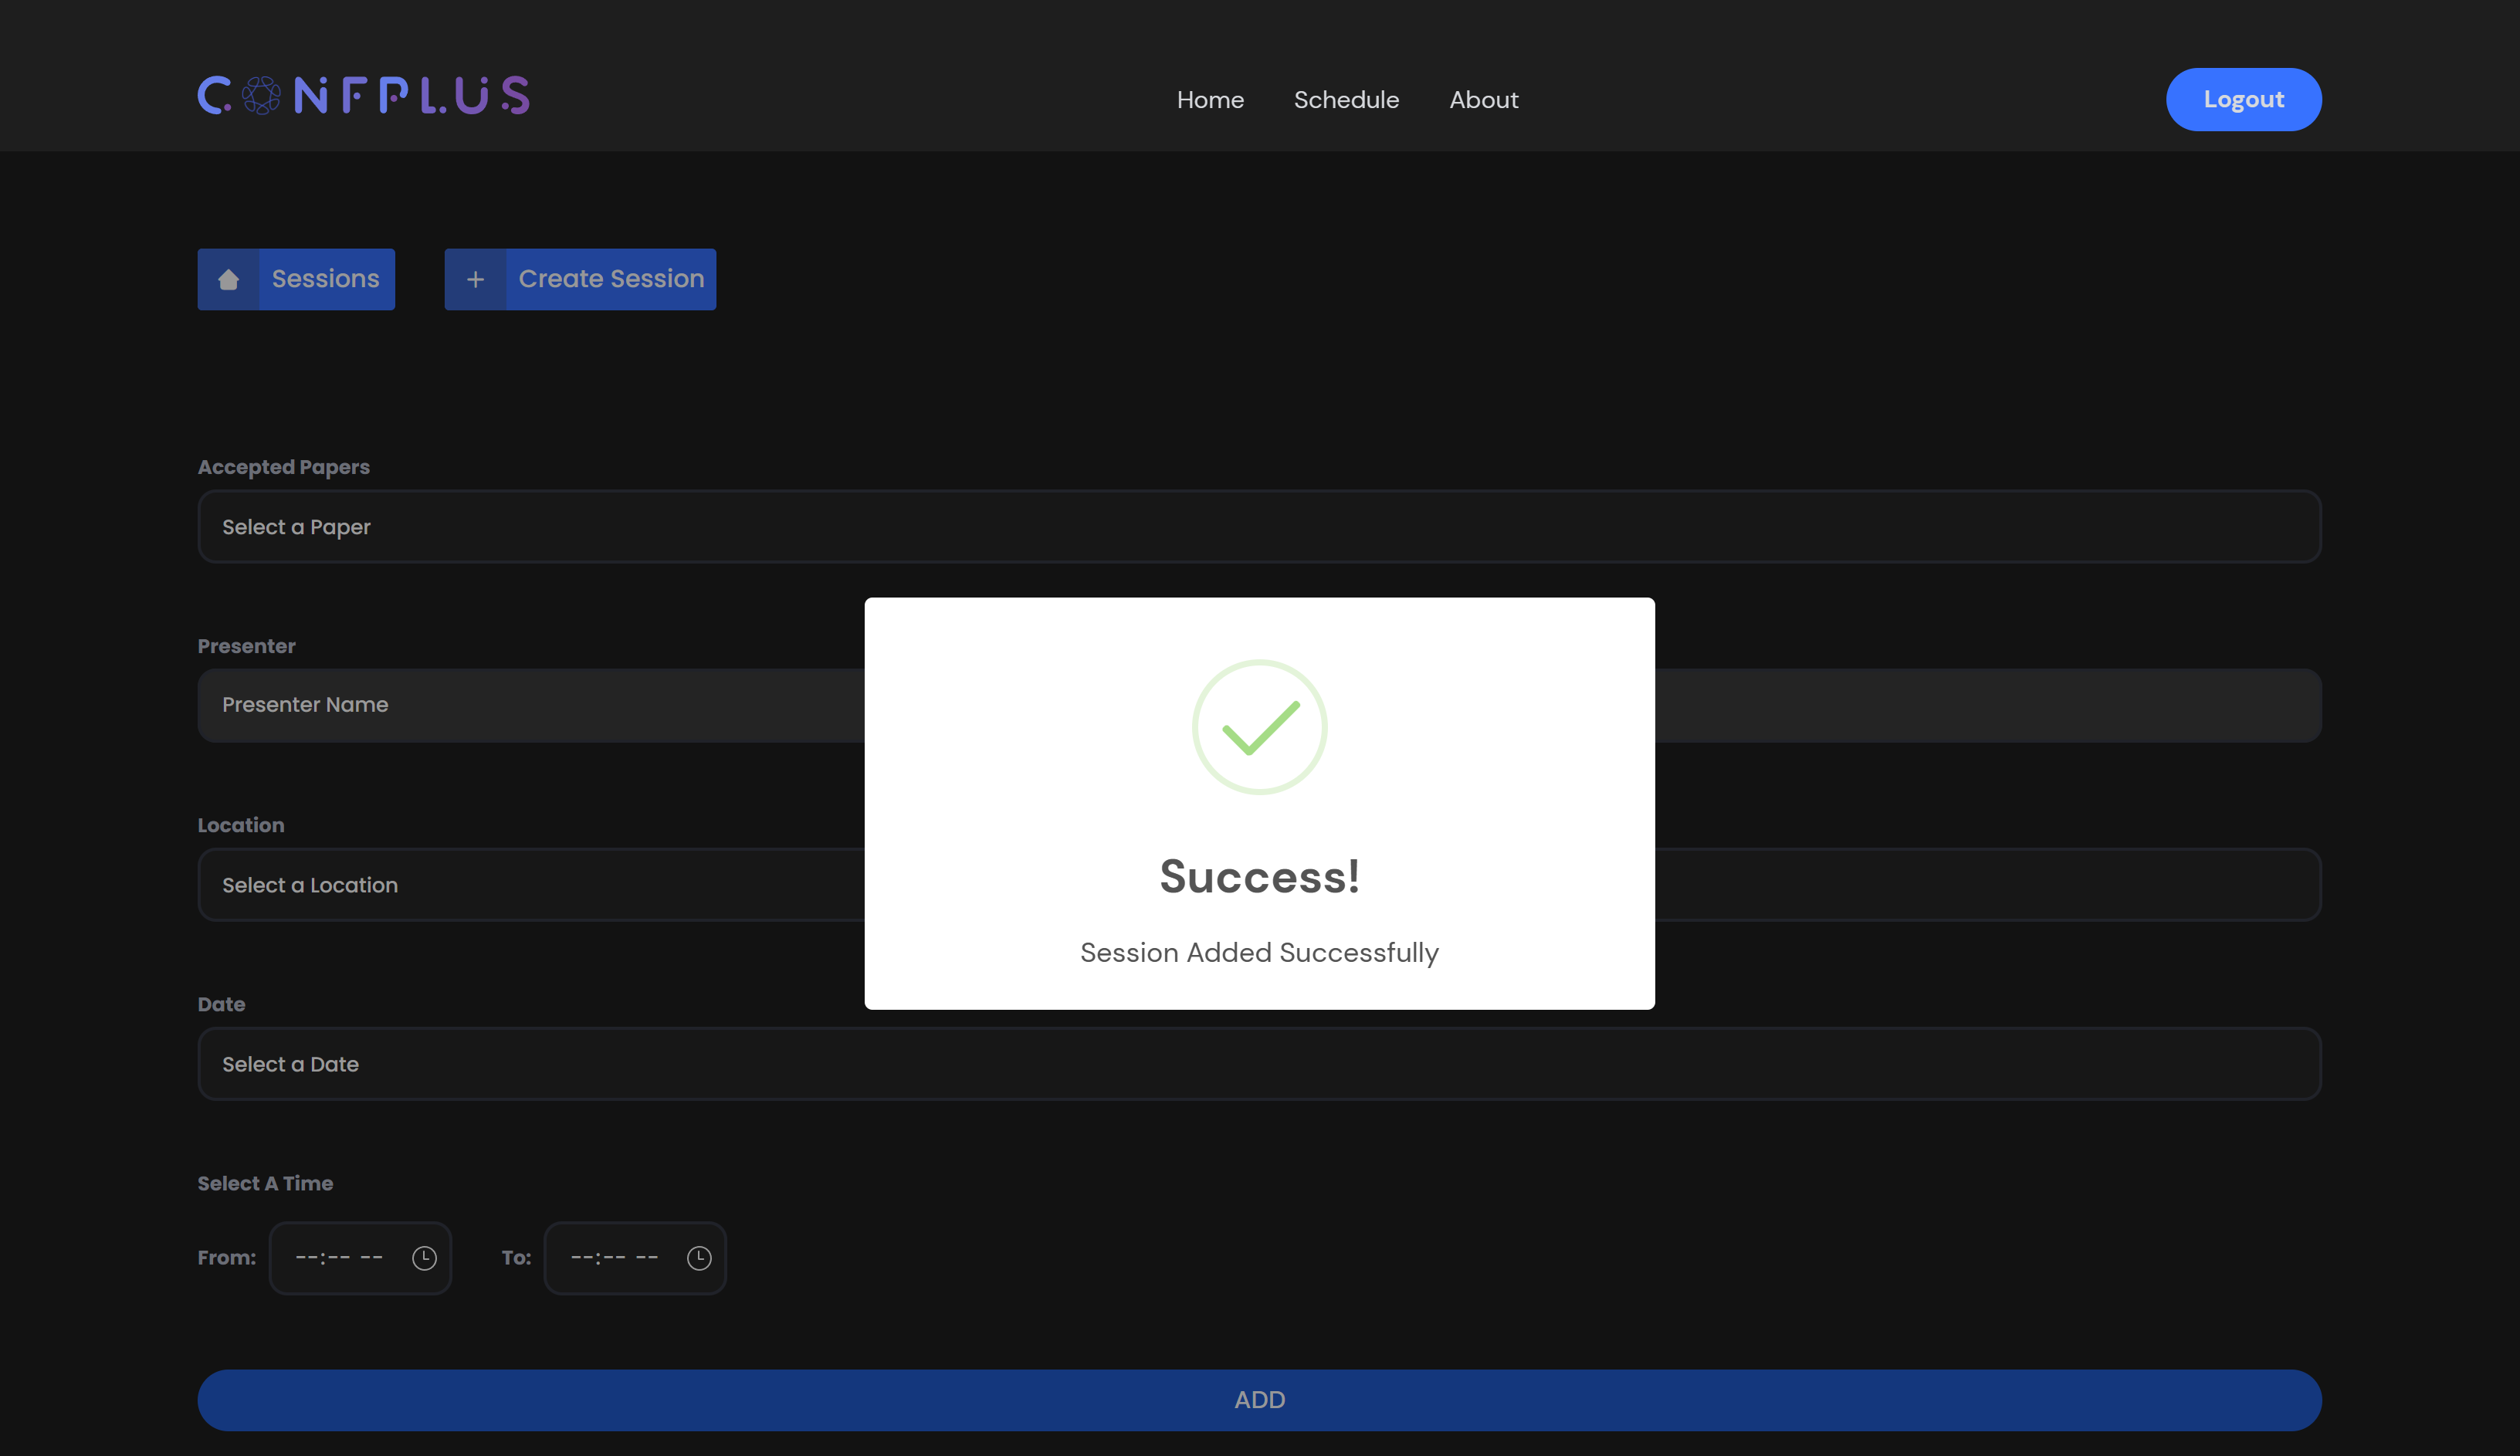 CONFPLUS
Home Schedule About
Logout
Sessions
Create Session
Accepted Papers
Select a Paper
Presenter
Presenter Name
Location
Select a Location
Success!
Session Added Successfully
Date
Select a Date
Select A Time
From: --:-- -- To: --:-- --
ADD